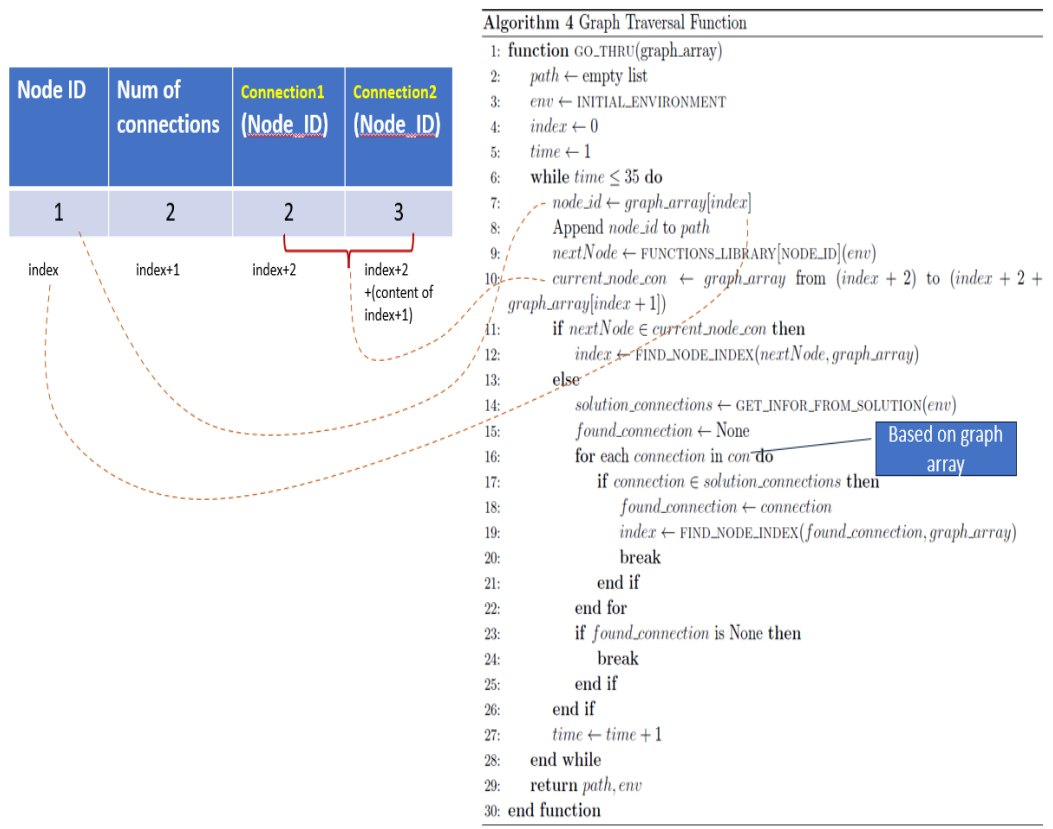 Node ID
Num of
connections
Connection1
(Node_ID)
Connection2
(Node_ID)
1
2
2
3
index
index+1
index+2
index+2
+(content of
index+1)
Algorithm 4 Graph Traversal Function
1: function GO_THRU(graph_array)
2: path ← empty list
3: env ← INITIAL_ENVIRONMENT
4: index ← 0
5: time ← 1
6: while time ≤ 35 do
7: node_id ← graph_array[index]
8: Append node_id to path
9: nextNode ← FUNCTIONS_LIBRARY[NODE_ID](env)
10: current_node_con ← graph_array from (index + 2) to (index + 2 +
graph_array[index + 1])
11: if nextNode ∈ current_node_con then
12: index ← FIND_NODE_INDEX(nextNode, graph_array)
13: else
14: solution_connections ← GET_INFOR_FROM_SOLUTION(env)
15: found_connection ← None
16: for each connection in con do
17: if connection ∈ solution_connections then
18: found_connection ← connection
19: index ← FIND_NODE_INDEX(found_connection, graph_array)
20: break
21: end if
22: end for
23: if found_connection is None then
24: break
25: end if
26: end if
27: time ← time + 1
28: end while
29: return path, env
30: end function
Based on graph
array